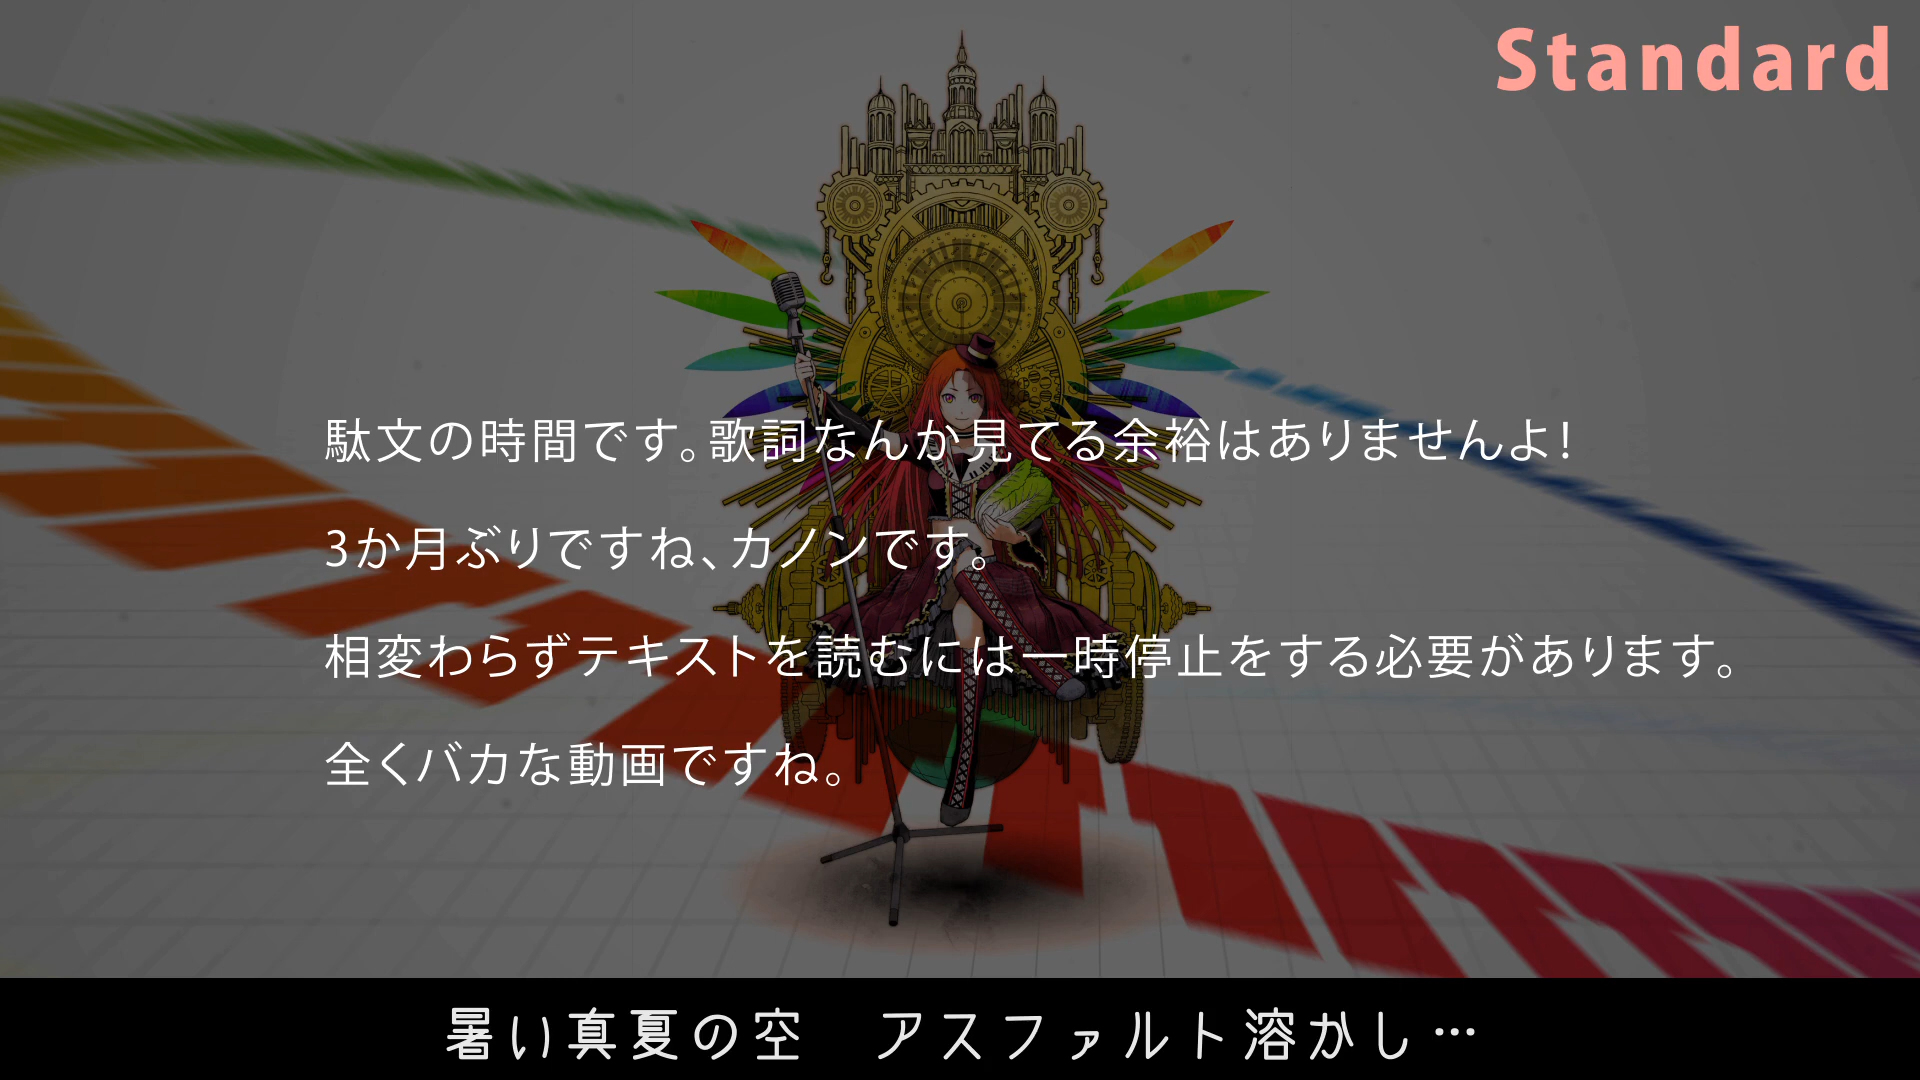 Standard
駄文の時間です。歌詞なんか見てる余裕はありませんよ!
3か月ぶりですね、カノンです。
相変わらずテキストを読むには一時停止をする必要があります。
全くバカな動画ですね。
暑い真夏の空　アスファルト溶かし…